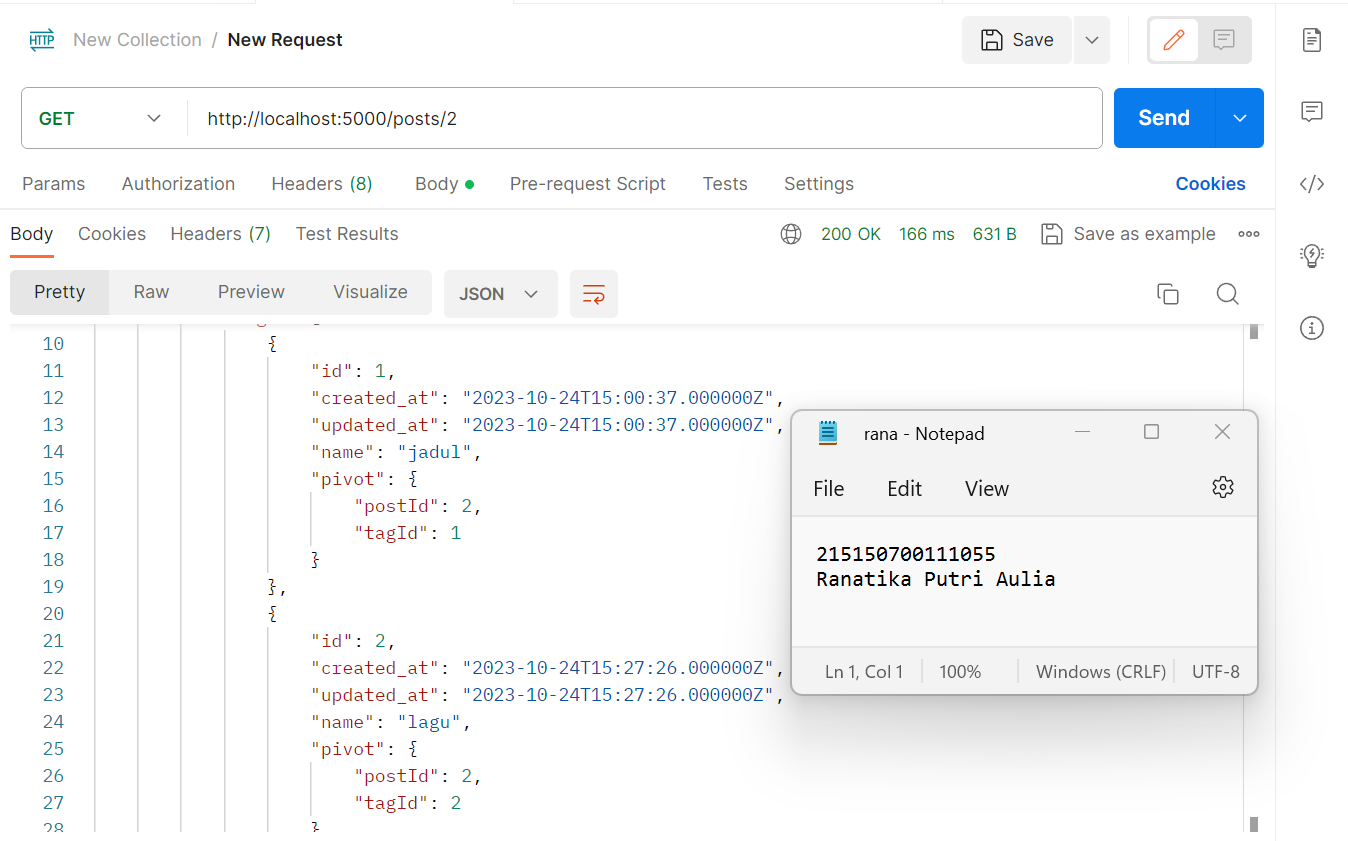 HTTP New Collection / New Request Save
GET http://localhost:5000/posts/2 Send
Params Authorization Headers (8) Body Pre-request Script Tests Settings Cookies
Body Cookies Headers (7) Test Results 200 OK 166 ms 631 B Save as example
Pretty Raw Preview Visualize JSON
10 {
11 "id": 1,
12 "created_at": "2023-10-24T15:00:37.000000Z",
13 "updated_at": "2023-10-24T15:00:37.000000Z",
14 "name": "jadul",
15 "pivot": {
16 "postId": 2,
17 "tagId": 1
18 }
19 },
20 {
21 "id": 2,
22 "created_at": "2023-10-24T15:27:26.000000Z",
23 "updated_at": "2023-10-24T15:27:26.000000Z",
24 "name": "lagu",
25 "pivot": {
26 "postId": 2,
27 "tagId": 2
28 }
rana - Notepad
File Edit View
215150700111055
Ranatika Putri Aulia
Ln 1, Col 1 100% Windows (CRLF) UTF-8